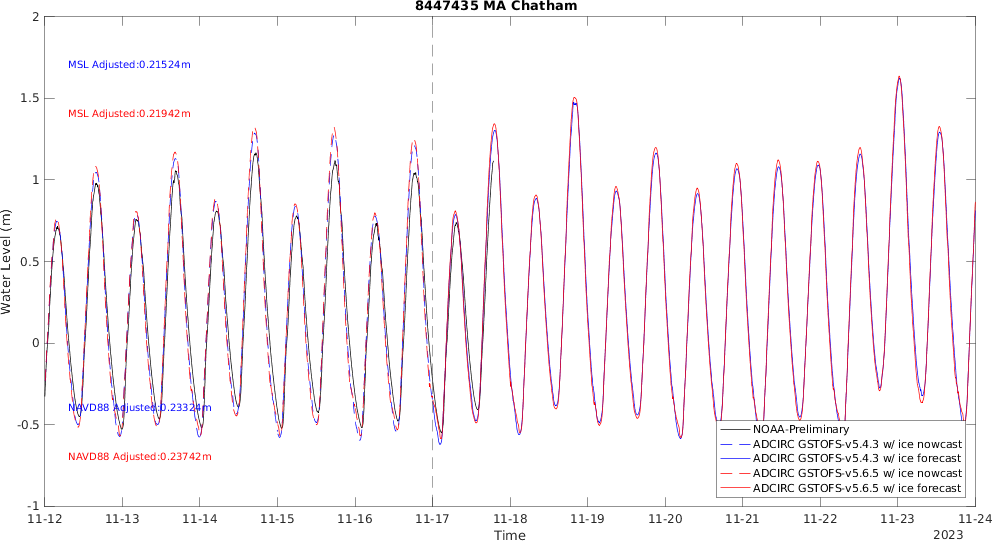 8447435 MA Chatham
2
1.5
1
0.5
0
-0.5
-1
Water Level (m)
MSL Adjusted:0.21524m
MSL Adjusted:0.21942m
NAVD88 Adjusted:0.23324m
NAVD88 Adjusted:0.23742m
NOAA-Preliminary
ADCIRC GSTOFS-v5.4.3 w/ ice nowcast
ADCIRC GSTOFS-v5.4.3 w/ ice forecast
ADCIRC GSTOFS-v5.6.5 w/ ice nowcast
ADCIRC GSTOFS-v5.6.5 w/ ice forecast
11-12 11-13 11-14 11-15 11-16 11-17 11-18 11-19 11-20 11-21 11-22 11-23 11-24
Time
2023